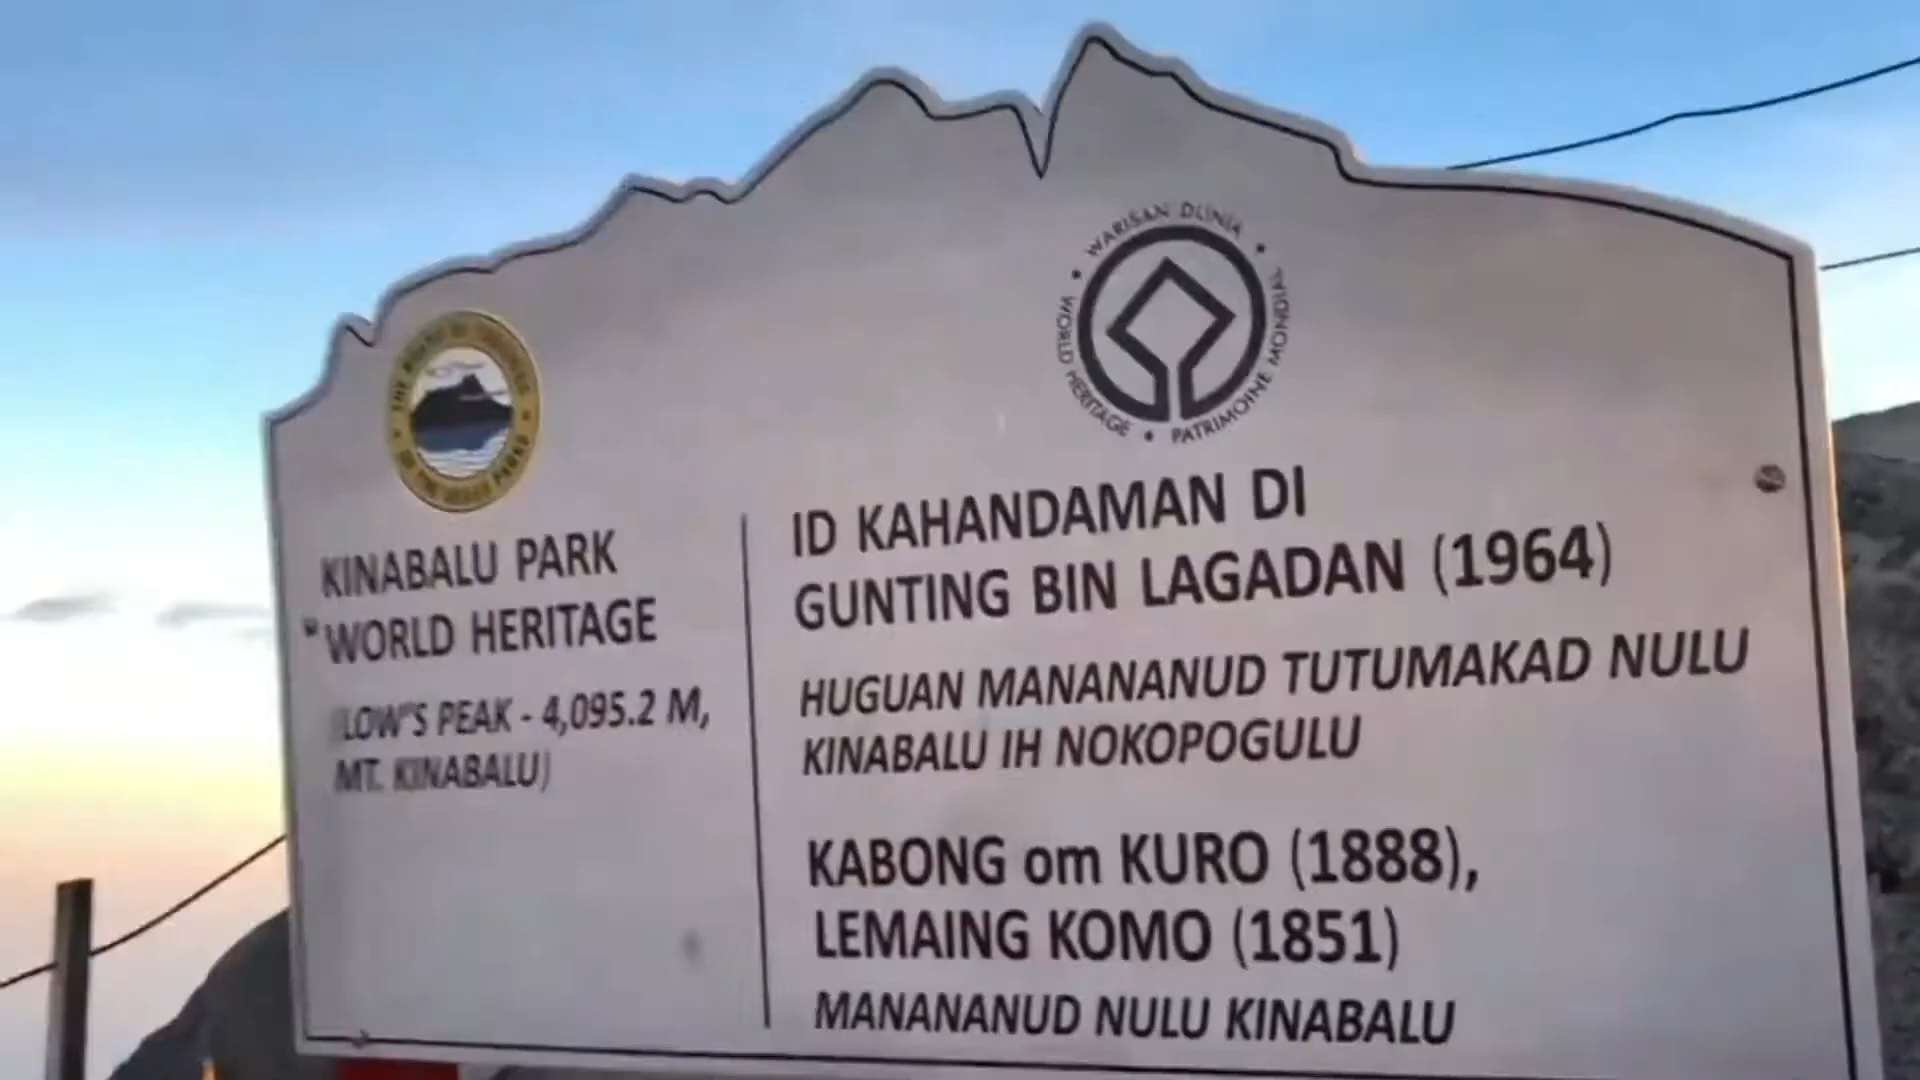 WARISAN DUNIA
WORLD HERITAGE
PATRIMOINE MONDIAL
KINABALU PARK
WORLD HERITAGE
(LOW'S PEAK - 4,095.2 M,
MT. KINABALU)
ID KAHANDAMAN DI
GUNTING BIN LAGADAN (1964)
HUGUAN MANANANUD TUTUMAKAD NULU
KINABALU IH NOKOPOGULU
KABONG om KURO (1888),
LEMAING KOMO (1851)
MANANANUD NULU KINABALU